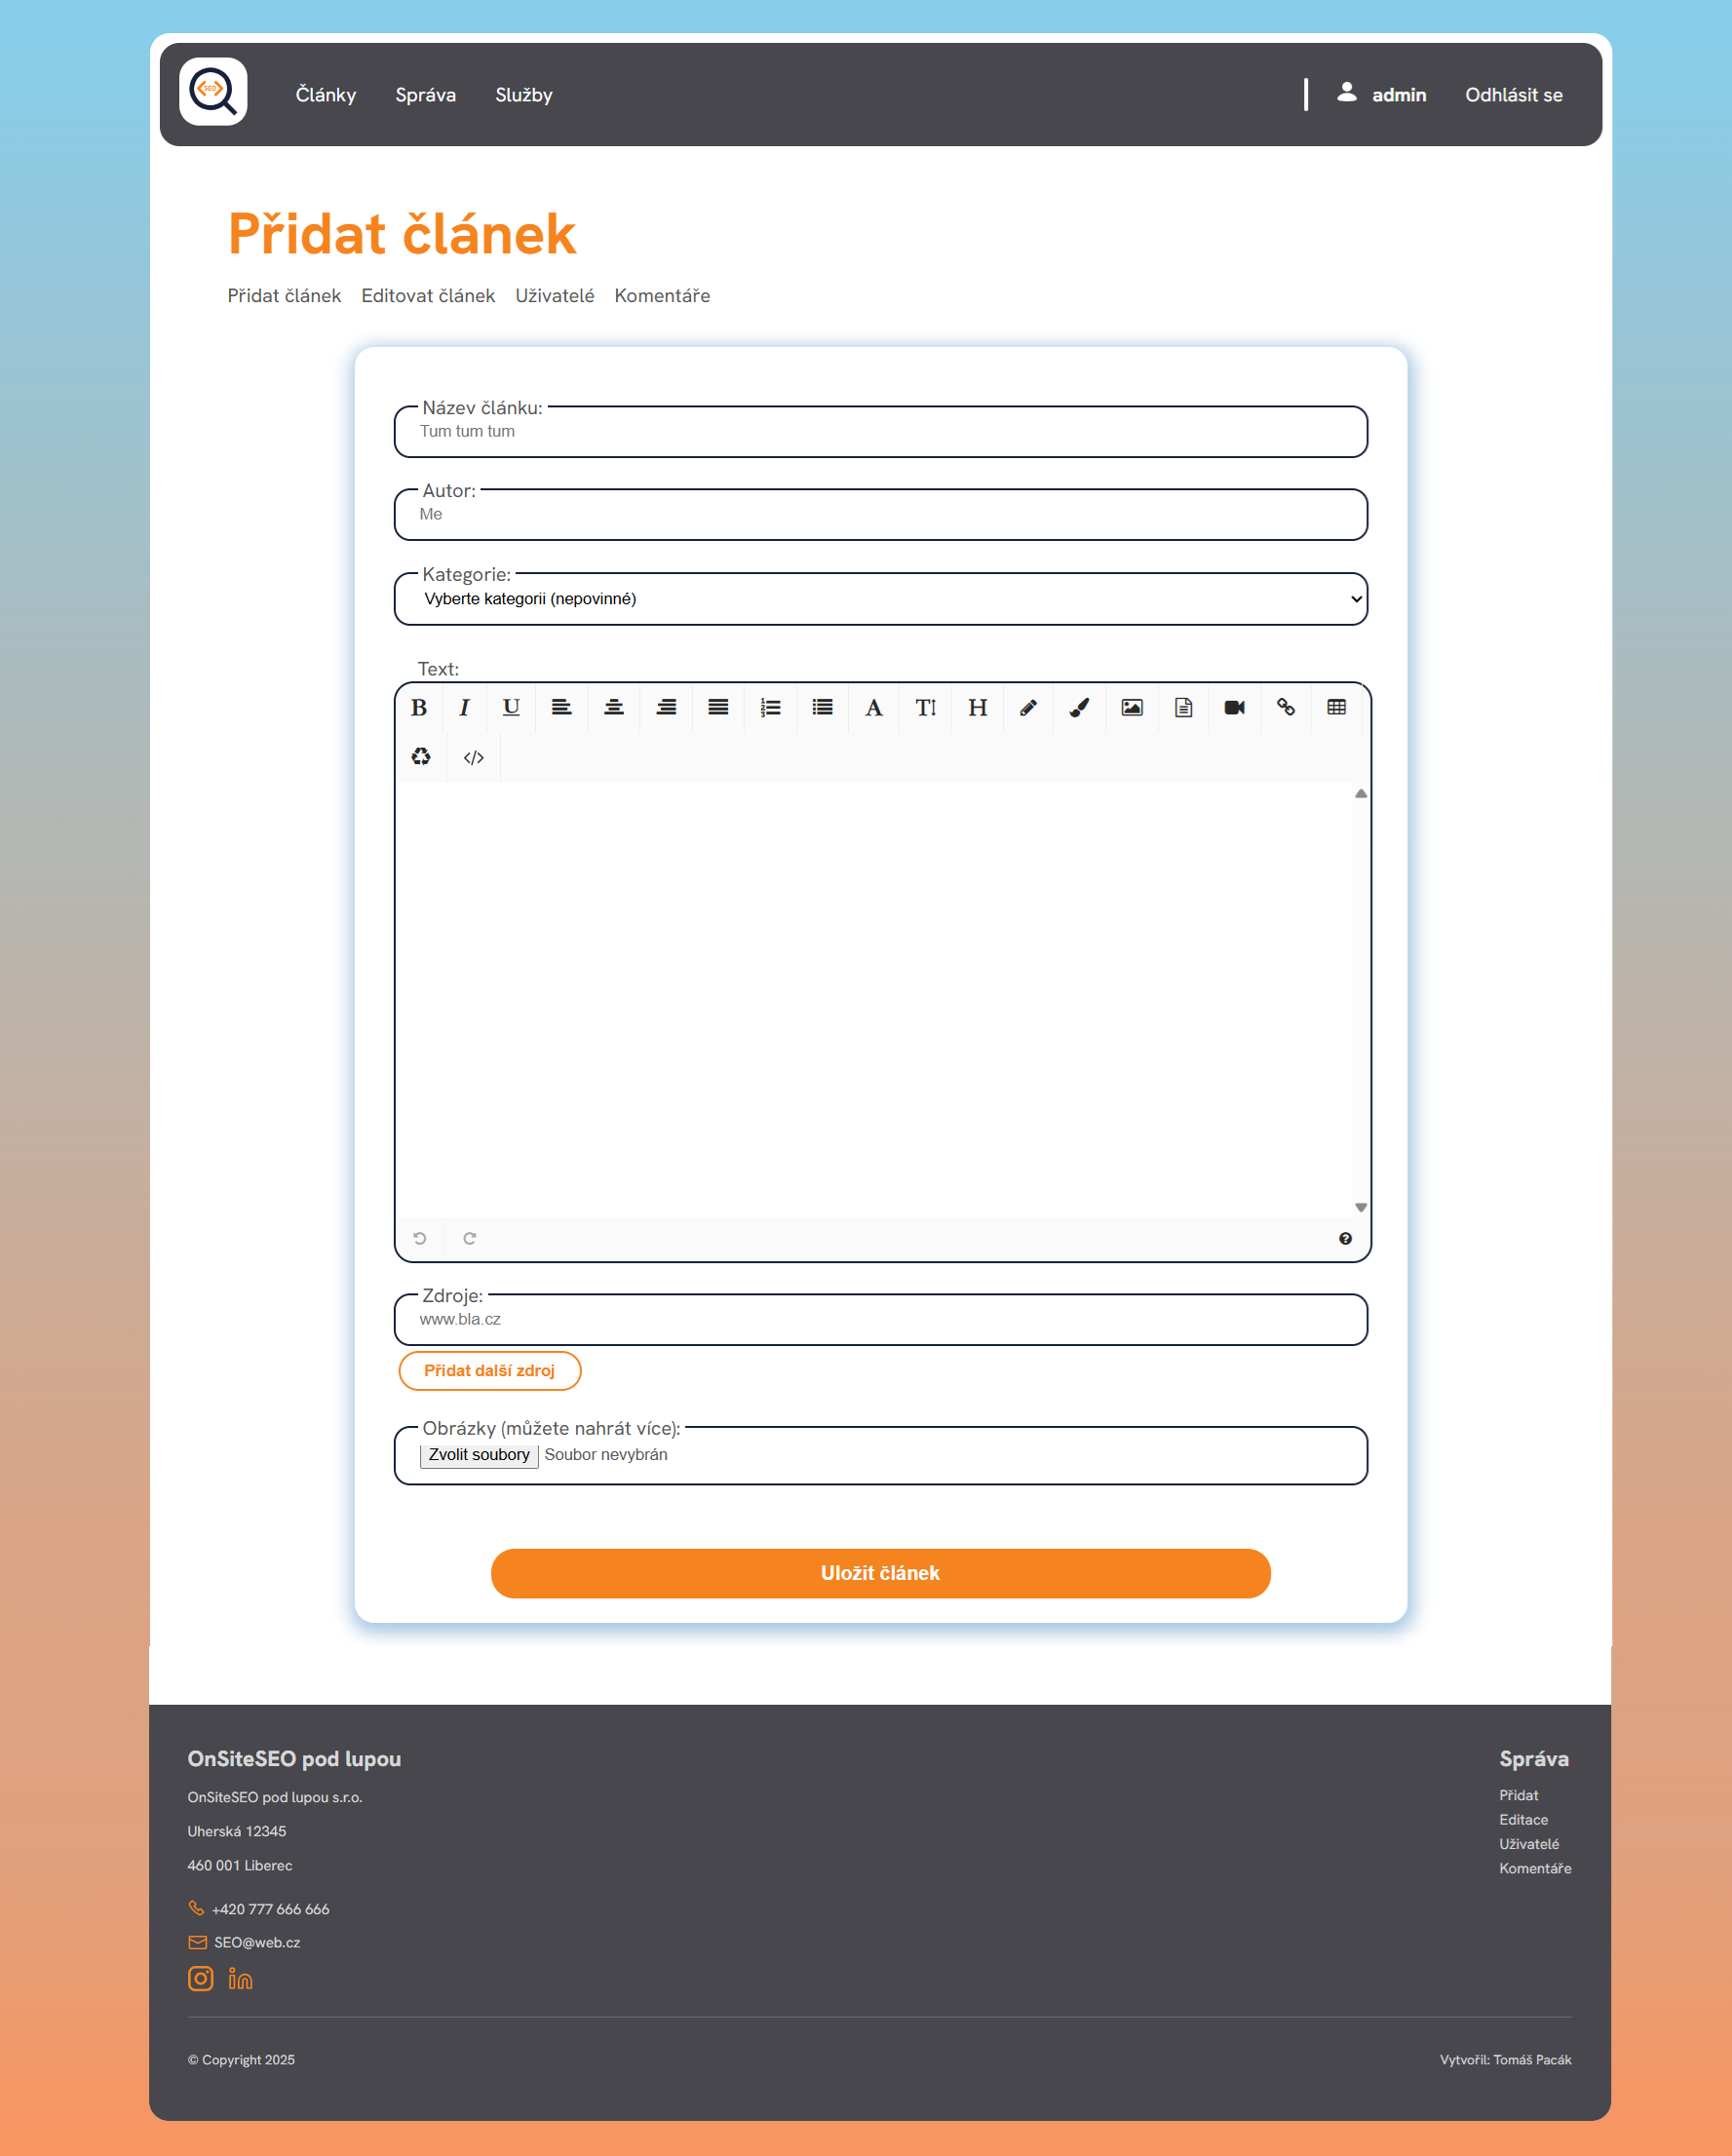 SEO
Články Správa Služby admin Odhlásit se
Přidat článek
Přidat článek Editovat článek Uživatelé Komentáře
Název článku:
Tum tum tum
Autor:
Me
Kategorie:
Vyberte kategorii (nepovinné)
Text:
Zdroje:
www.bla.cz
Přidat další zdroj
Obrázky (můžete nahrát více):
Zvolit soubory Soubor nevybrán
Uložit článek
OnSiteSEO pod lupou
OnSiteSEO pod lupou s.r.o.
Uherská 12345
460 001 Liberec
+420 777 666 666
SEO@web.cz
Správa
Přidat
Editace
Uživatelé
Komentáře
© Copyright 2025
Vytvořil: Tomáš Pacák